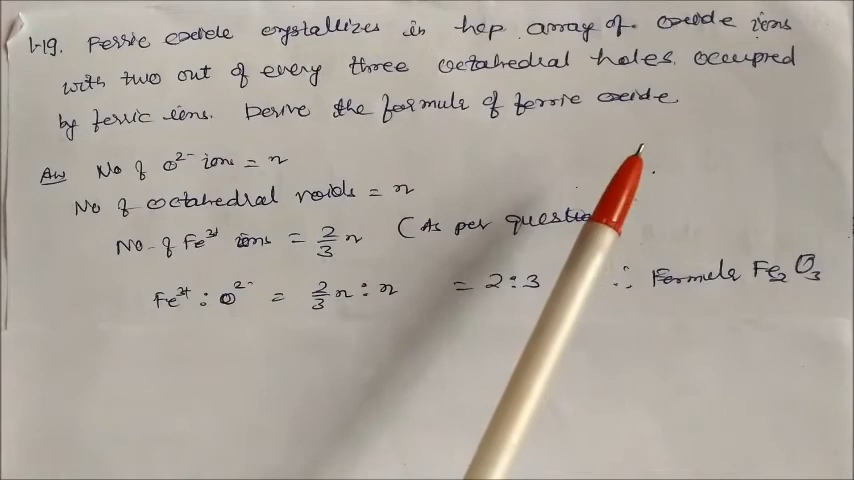 1.19. Ferric oxide crystallizes in hcp array of oxide ions
with two out of every three octahedral holes occupied
by ferric ions. Derive the formula of ferric oxide
Ans No of O²⁻ ions = n
No of octahedral voids = n
No of Fe³⁺ ions = 2/3 n (As per question
Fe³⁺ : O²⁻ = 2/3 n : n = 2:3 ∴ Formula Fe₂O₃